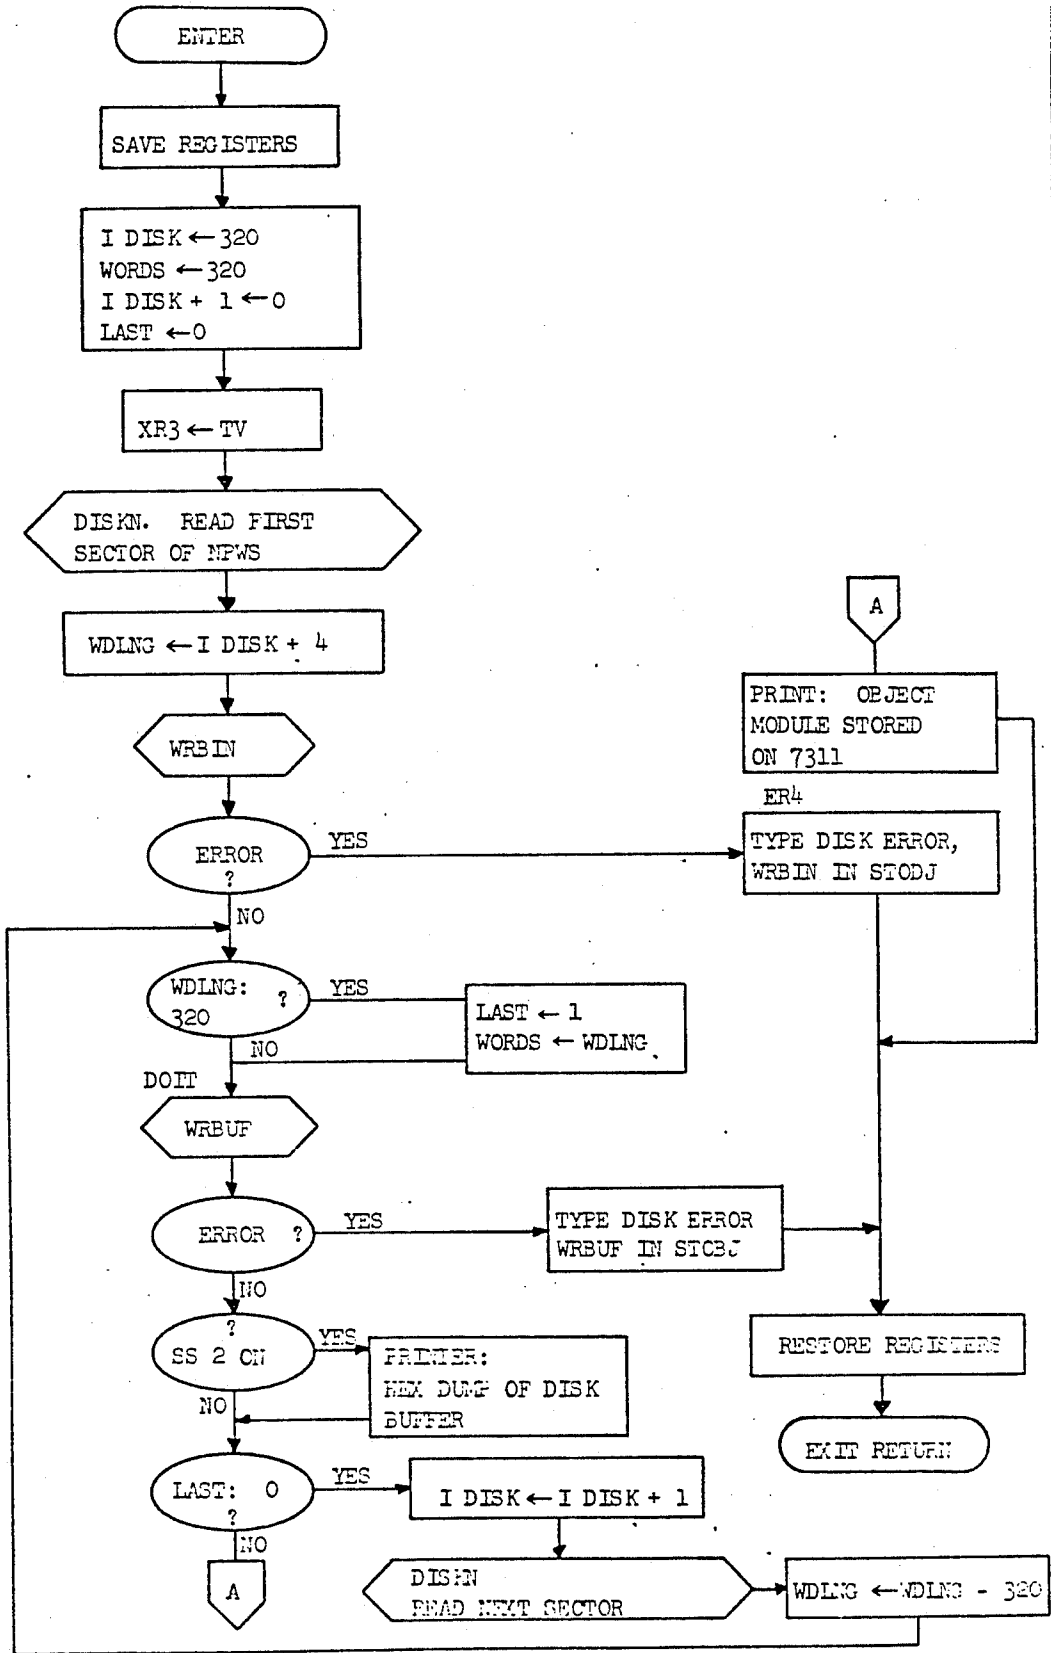 ENTER
SAVE REGISTERS
I DISK ← 320
WORDS ← 320
I DISK + 1 ← 0
LAST ← 0
XR3 ← TV
DISKN. READ FIRST
SECTOR OF NPWS
WDLNG ← I DISK + 4
WRBIN
ERROR
?
YES
NO
WDLNG: ?
320
YES
LAST ← 1
WORDS ← WDLNG
NO
DOIT
WRBUF
ERROR ?
YES
TYPE DISK ERROR
WRBUF IN STCBJ
NO
?
SS 2 ON
YES
PRINTER:
HEX DUMP OF DISK
BUFFER
NO
LAST: 0
?
YES
I DISK ← I DISK + 1
NO
A
DISKN
READ NEXT SECTOR
WDLNG ← WDLNG - 320
A
PRINT: OBJECT
MODULE STORED
ON 7311
ER4
TYPE DISK ERROR,
WRBIN IN STODJ
RESTORE REGISTERS
EXIT RETURN